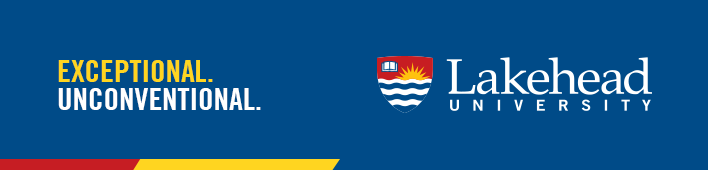 EXCEPTIONAL.
UNCONVENTIONAL.
Lakehead
UNIVERSITY